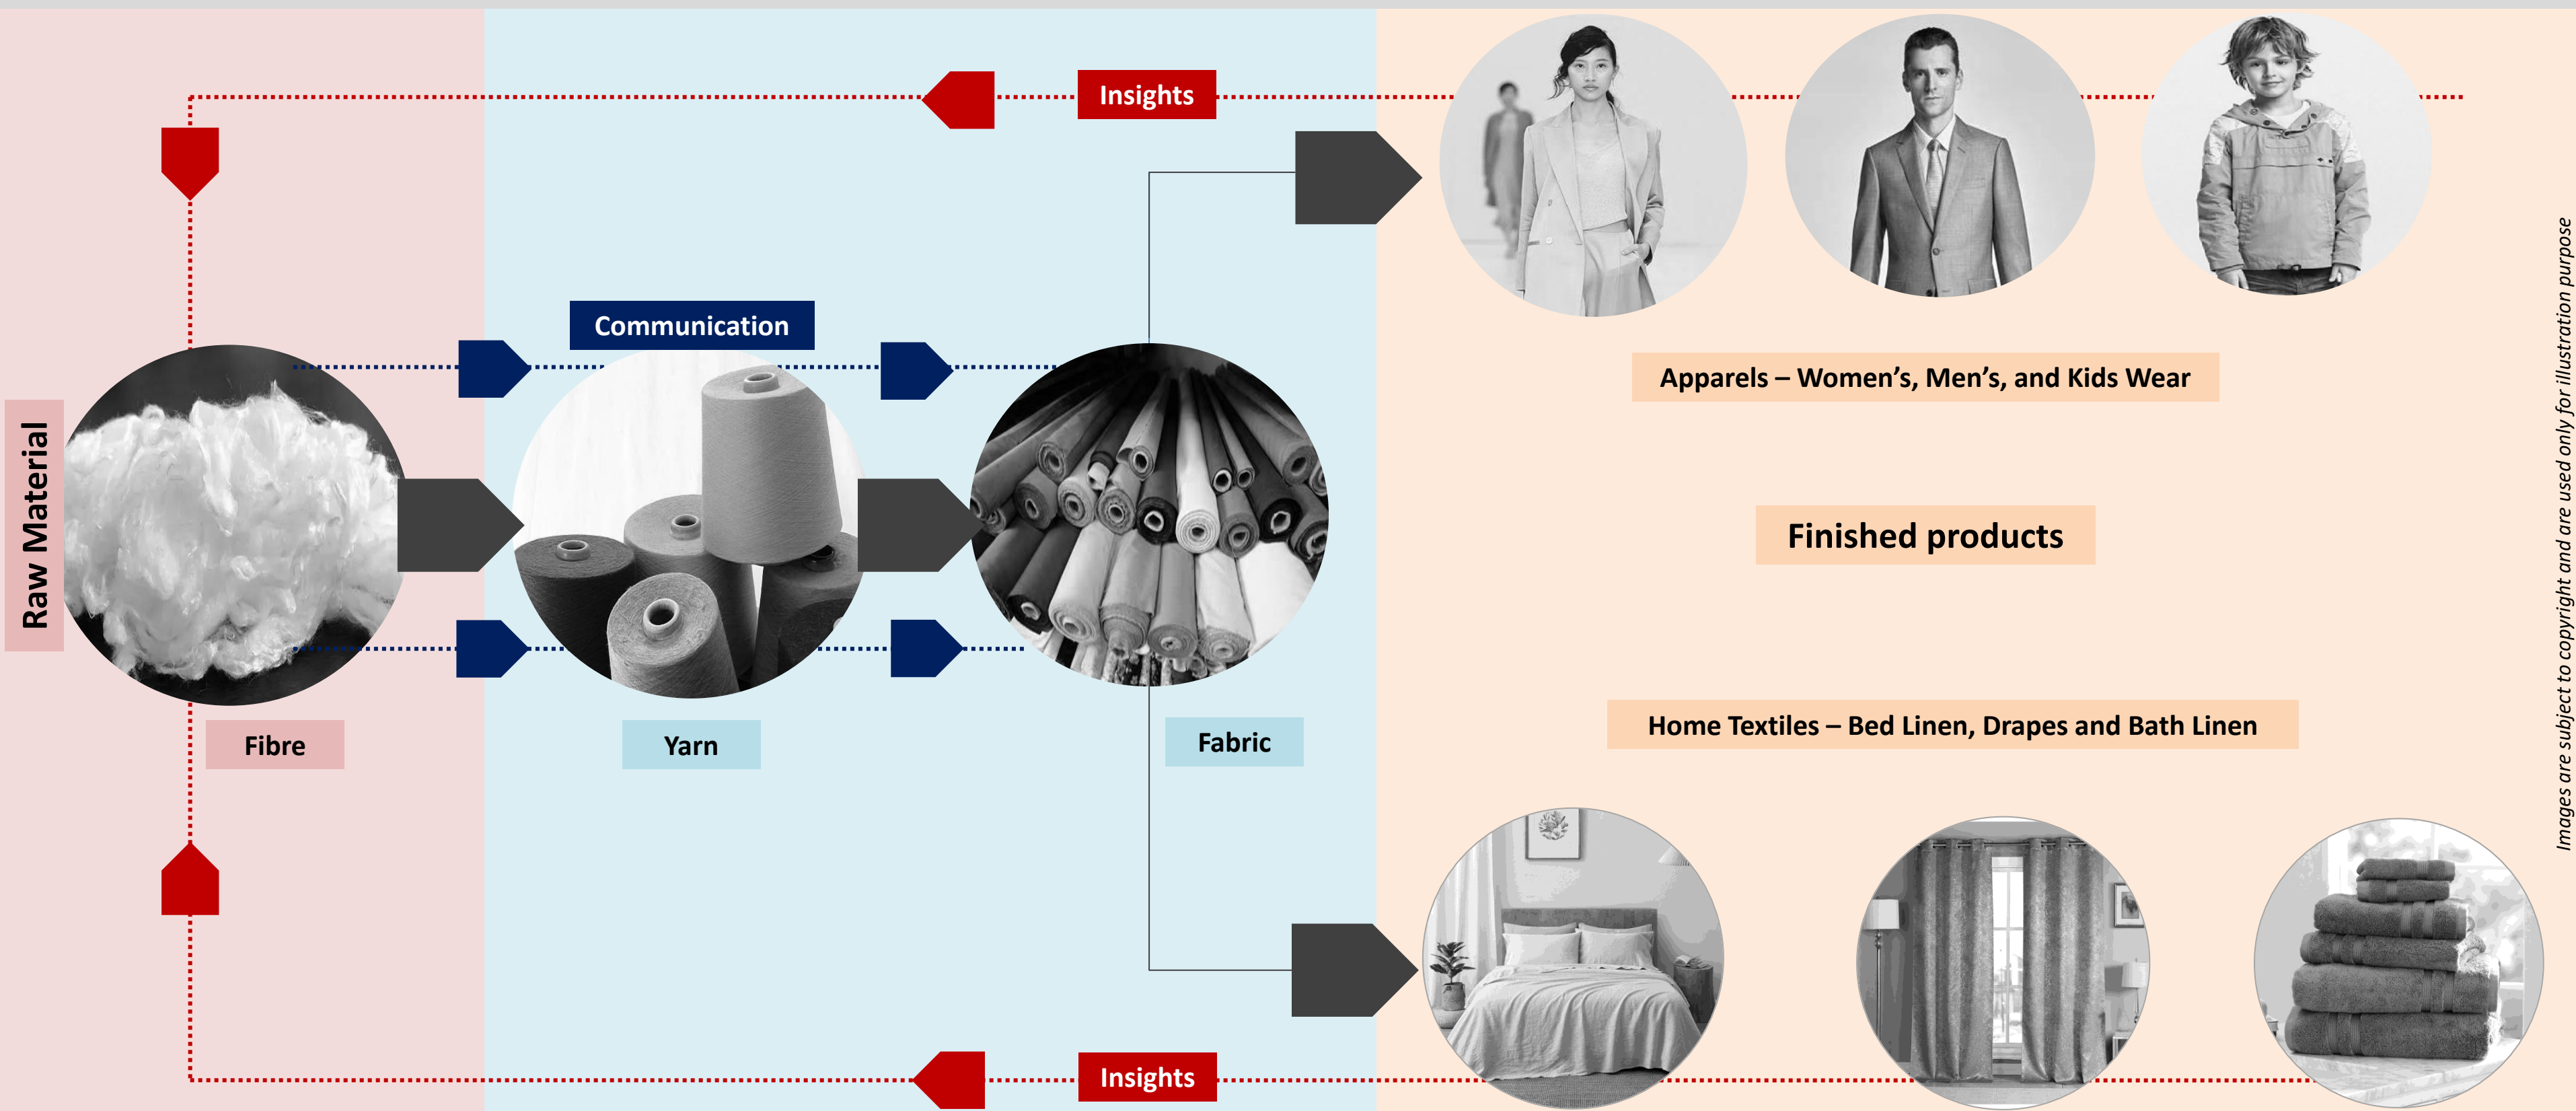 Insights
Communication
Apparels – Women’s, Men’s, and Kids Wear
Raw Material
Finished products
Fibre
Yarn
Fabric
Home Textiles – Bed Linen, Drapes and Bath Linen
Insights
Images are subject to copyright and are used only for illustration purpose